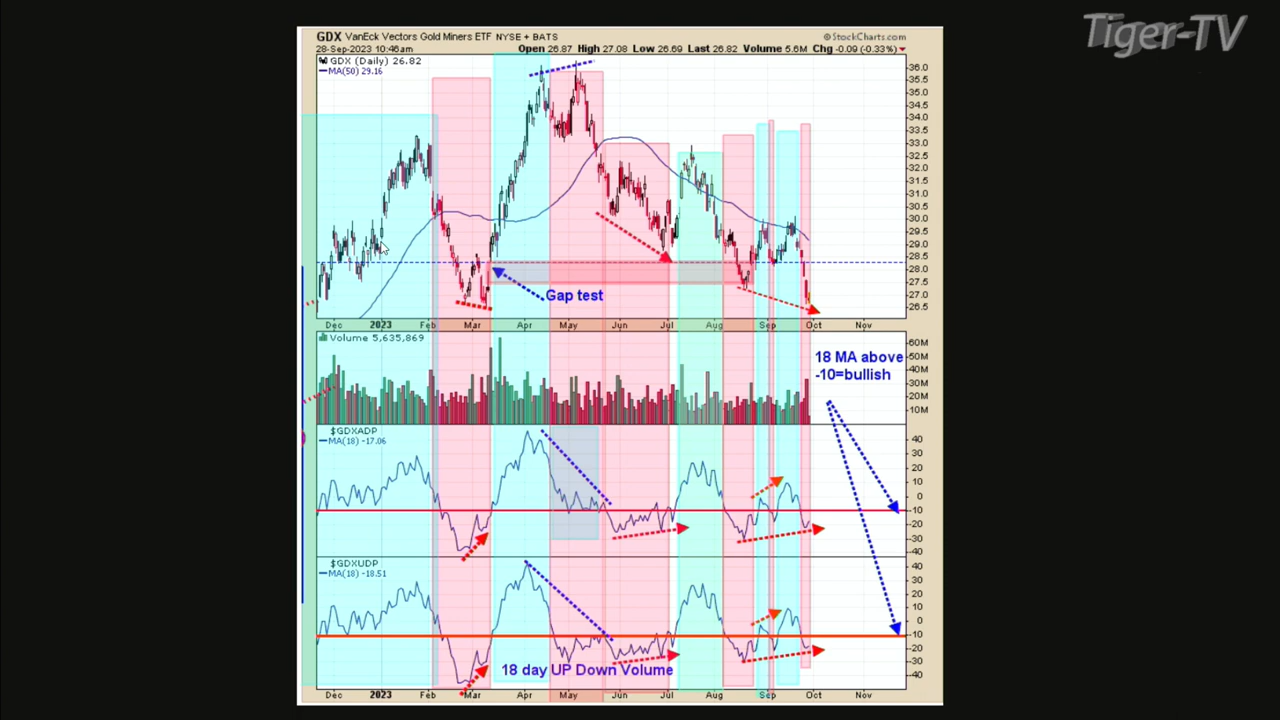 Tiger-TV
GDX VanEck Vectors Gold Miners ETF NYSE + BATS
© StockCharts.com
28-Sep-2023 10:46am
Open 26.87 High 27.08 Low 26.69 Last 26.82 Volume 5.6M Chg -0.09 (-0.33%)
GDX (Daily) 26.82
MA(50) 29.16
36.0
35.5
35.0
34.5
34.0
33.5
33.0
32.5
32.0
31.5
31.0
30.5
30.0
29.5
29.0
28.5
28.0
27.5
27.0
26.5
Gap test
Dec 2023 Feb Mar Apr May Jun Jul Aug Sep Oct Nov
Volume 5,635,869
60M
50M
40M
30M
20M
10M
18 MA above
-10=bullish
$GDXADP
MA(18) -17.06
40
30
20
10
0
-10
-20
-30
-40
$GDXUDP
MA(18) -18.51
40
30
20
10
0
-10
-20
-30
-40
18 day UP Down Volume
Dec 2023 Feb Mar Apr May Jun Jul Aug Sep Oct Nov